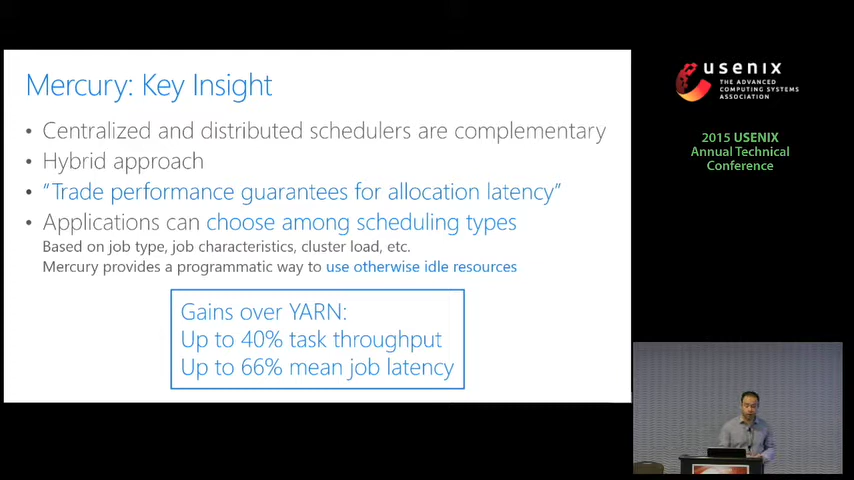 Mercury: Key Insight
• Centralized and distributed schedulers are complementary
• Hybrid approach
• “Trade performance guarantees for allocation latency”
• Applications can choose among scheduling types
Based on job type, job characteristics, cluster load, etc.
Mercury provides a programmatic way to use otherwise idle resources
Gains over YARN:
Up to 40% task throughput
Up to 66% mean job latency
usenix
THE ADVANCED
COMPUTING SYSTEMS
ASSOCIATION
2015 USENIX
Annual Technical
Conference